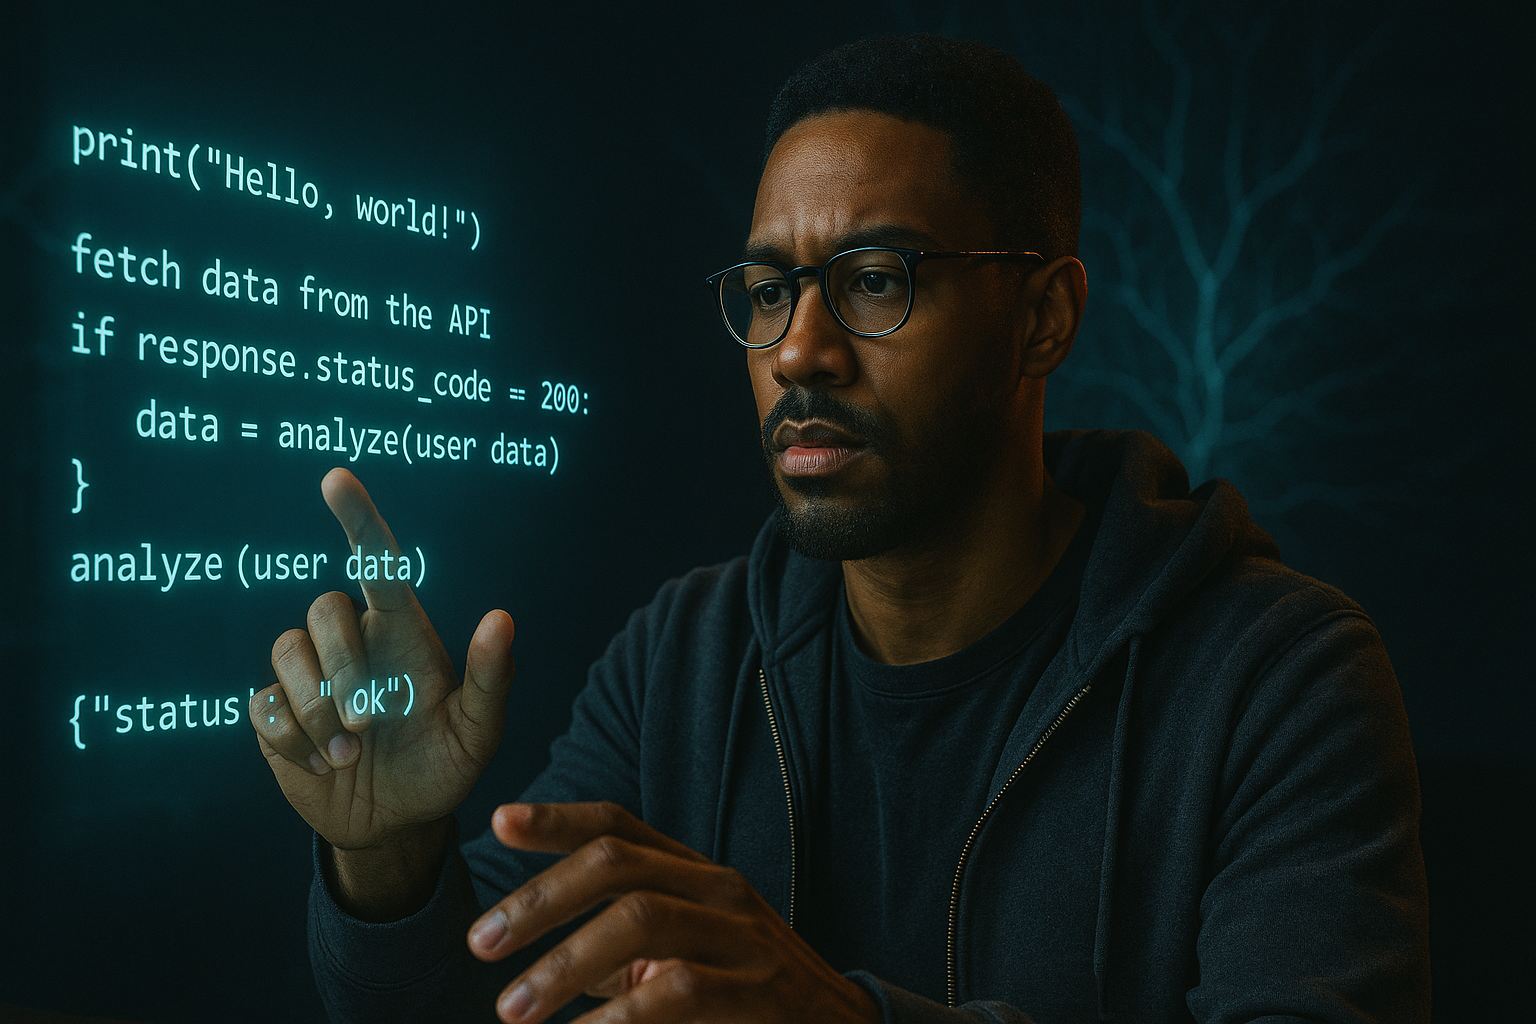 print("Hello, world!")
fetch data from the API
if response.status_code == 200:
data = analyze(user data)
}
analyze (user data)
{"status': " ok")